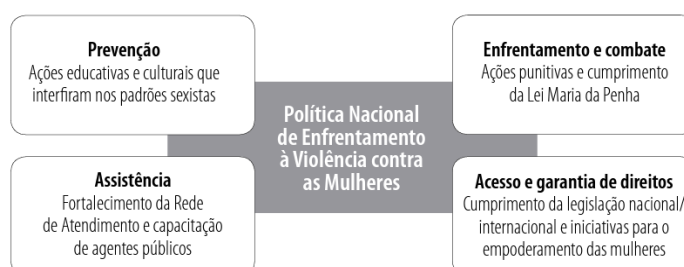 Prevenção
Ações educativas e culturais que
interfiram nos padrões sexistas
Enfrentamento e combate
Ações punitivas e cumprimento
da Lei Maria da Penha
Política Nacional
de Enfrentamento
à Violência contra
as Mulheres
Assistência
Fortalecimento da Rede
de Atendimento e capacitação
de agentes públicos
Acesso e garantia de direitos
Cumprimento da legislação nacional/
internacional e iniciativas para o
empoderamento das mulheres